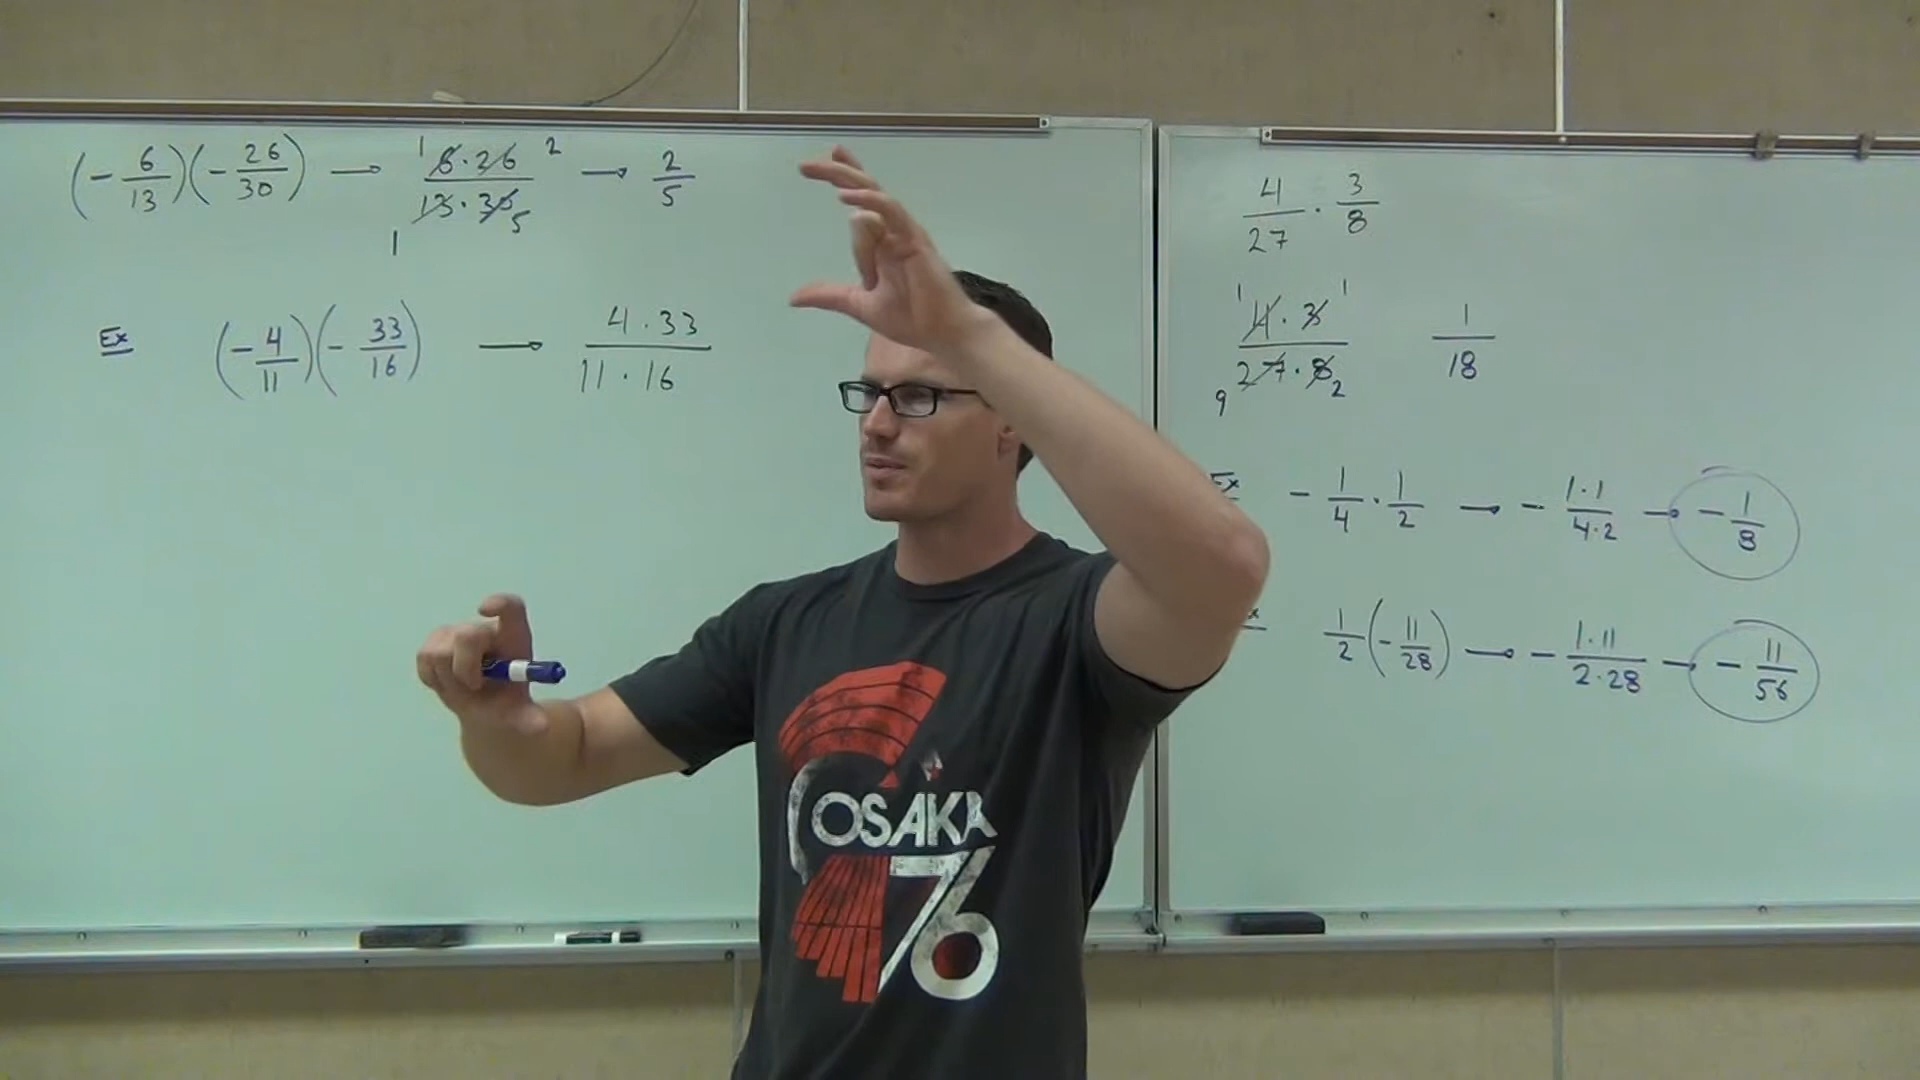 (- 6/13)(- 26/30) → 1 6·26 2 / 1 13·30 5 → 2/5
Ex (- 4/11)(- 33/16) → 4·33 / 11·16
4/27 · 3/8
1 4·3 1 / 9 27·8 2   1/18
Ex - 1/4 · 1/2 → - 1·1 / 4·2 → - 1/8
1/2 (- 11/28) → - 1·11 / 2·28 → - 11/56
OSAKA
76